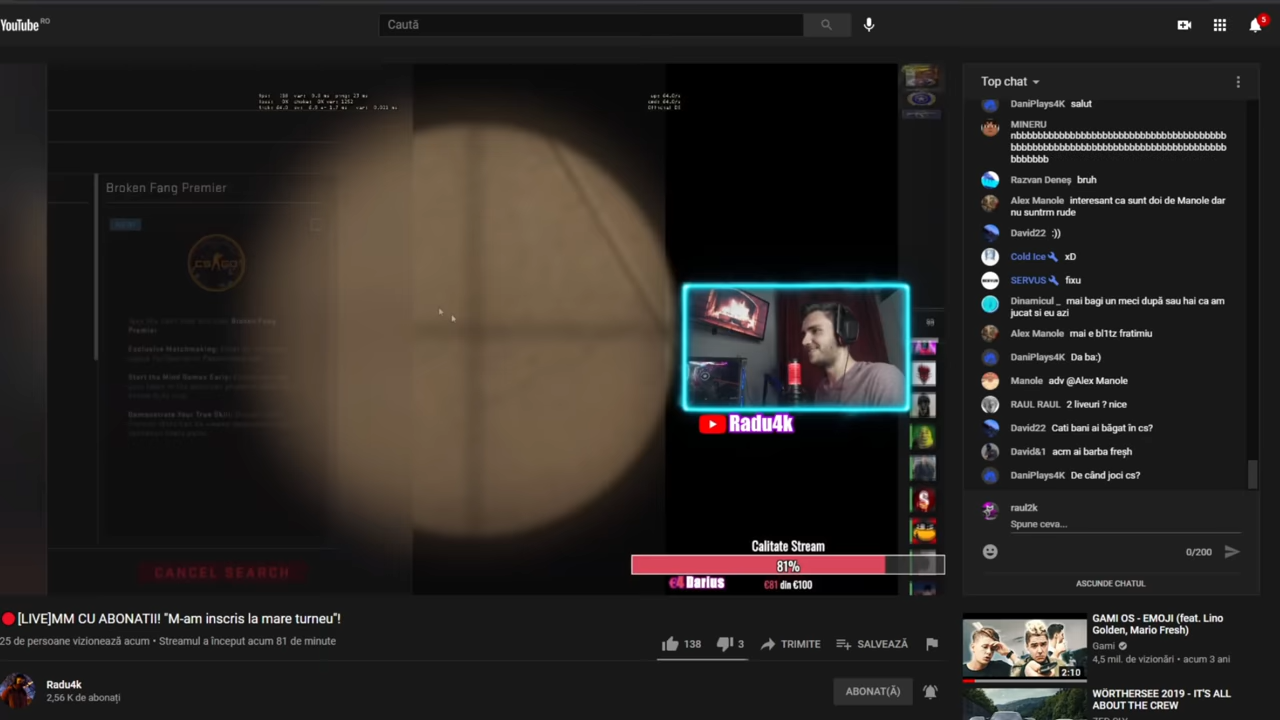 YouTube RO
Caută
5
Top chat
DaniPlays4K salut
MINERU
nbbbbbbbbbbbbbbbbbbbbbbbbbbbbbbbbbbbbbbb
bbbbbbbbbbbbbbbbbbbbbbbbbbbbbbbbbbbbbbbb
bbbbbbb
Razvan Deneș bruh
Alex Manole interesant ca sunt doi de Manole dar
nu suntrm rude
David22 :))
Cold Ice xD
SERVUS fixu
Dinamicul _ mai bagi un meci după sau hai ca am
jucat si eu azi
Alex Manole mai e bl1tz fratimiu
DaniPlays4K Da ba:)
Manole adv @Alex Manole
RAUL RAUL 2 liveuri ? nice
David22 Cati bani ai băgat în cs?
David&1 acm ai barba freșh
DaniPlays4K De când joci cs?
raul2k
Spune ceva...
0/200
ASCUNDE CHATUL
Broken Fang Premier
CS:GO
CANCEL SEARCH
Radu4k
Calitate Stream
81%
€4 Darius
€81 din €100
[LIVE]MM CU ABONATI!! "M-am inscris la mare turneu"!
25 de persoane vizionează acum • Streamul a început acum 81 de minute
138
3
TRIMITE
SALVEAZĂ
Radu4k
2,56 K de abonați
ABONAT(Ă)
GAMI OS - EMOJI (feat. Lino
Golden, Mario Fresh)
Gami
4,5 mil. de vizionări • acum 3 ani
2:10
WÖRTHERSEE 2019 - IT'S ALL
ABOUT THE CREW